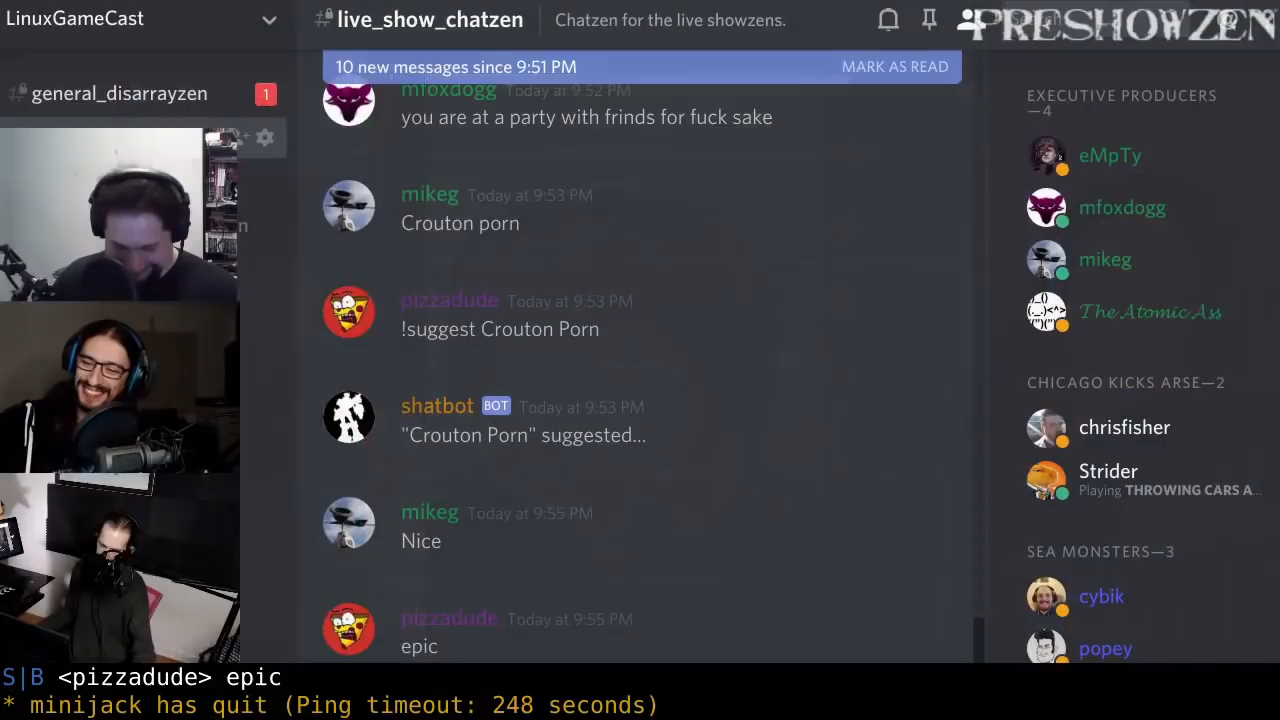 LinuxGameCast
live_show_chatzen
Chatzen for the live showzens.
PRESHOWZEN
10 new messages since 9:51 PM
MARK AS READ
general_disarrayzen
1
mfoxdogg Today at 9:52 PM
you are at a party with frinds for fuck sake
mikeg Today at 9:53 PM
Crouton porn
pizzadude Today at 9:53 PM
!suggest Crouton Porn
shatbot BOT Today at 9:53 PM
"Crouton Porn" suggested...
mikeg Today at 9:55 PM
Nice
pizzadude Today at 9:55 PM
epic
EXECUTIVE PRODUCERS
—4
eMpTy
mfoxdogg
mikeg
The Atomic Ass
CHICAGO KICKS ARSE—2
chrisfisher
Strider
Playing THROWING CARS A...
SEA MONSTERS—3
cybik
popey
S|B <pizzadude> epic
* minijack has quit (Ping timeout: 248 seconds)